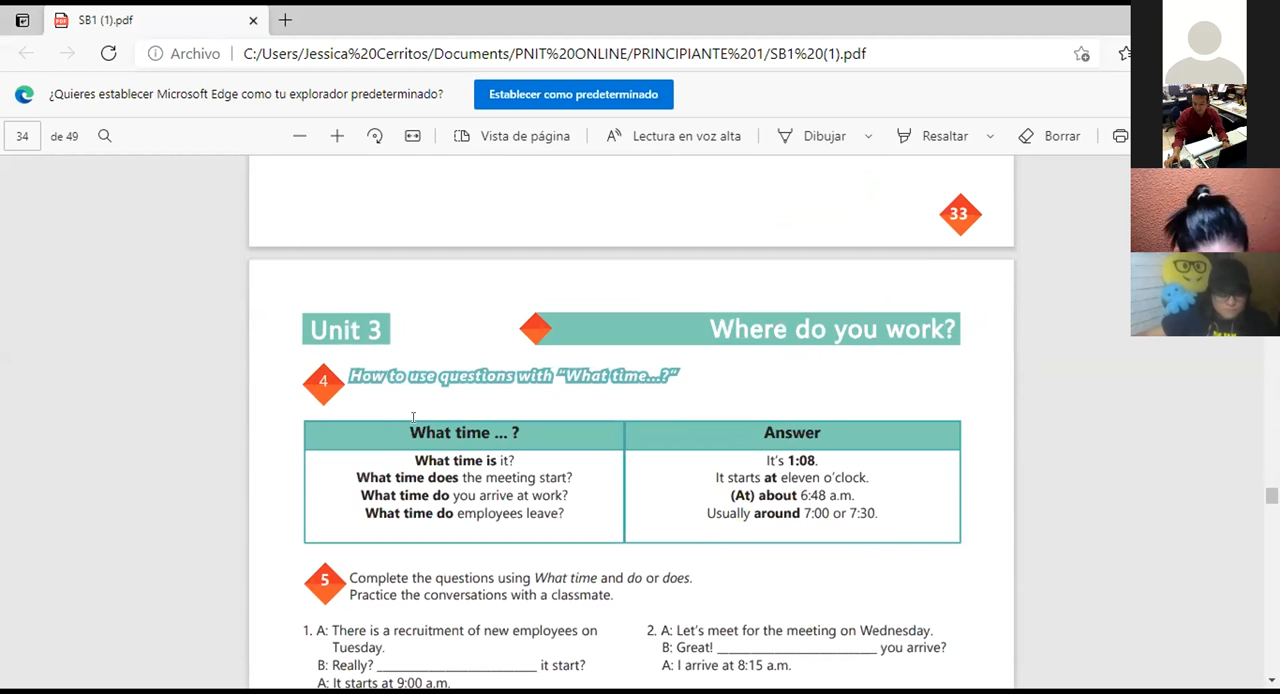 SB1 (1).pdf
Archivo C:/Users/Jessica%20Cerritos/Documents/PNIT%20ONLINE/PRINCIPIANTE%201/SB1%20(1).pdf
¿Quieres establecer Microsoft Edge como tu explorador predeterminado? Establecer como predeterminado
34 de 49 Vista de página Lectura en voz alta Dibujar Resaltar Borrar
33
Unit 3 Where do you work?
4 How to use questions with "What time...?"
What time ... ? Answer
What time is it? It's 1:08.
What time does the meeting start? It starts at eleven o'clock.
What time do you arrive at work? (At) about 6:48 a.m.
What time do employees leave? Usually around 7:00 or 7:30.
5 Complete the questions using What time and do or does.
Practice the conversations with a classmate.
1. A: There is a recruitment of new employees on
Tuesday.
B: Really? ____________________ it start?
A: It starts at 9:00 a.m.
2. A: Let's meet for the meeting on Wednesday.
B: Great! ____________________ you arrive?
A: I arrive at 8:15 a.m.